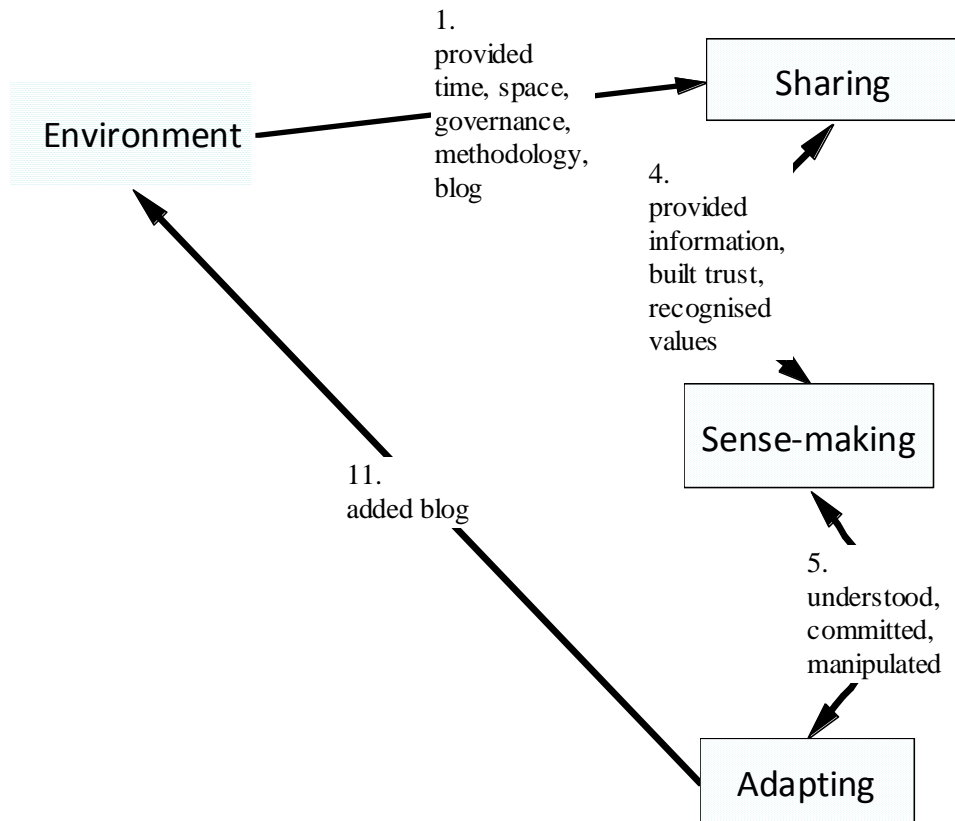 1.
provided
time, space,
governance,
methodology,
blog
Sharing
Environment
4.
provided
information,
built trust,
recognised
values
Sense-making
11.
added blog
5.
understood,
committed,
manipulated
Adapting